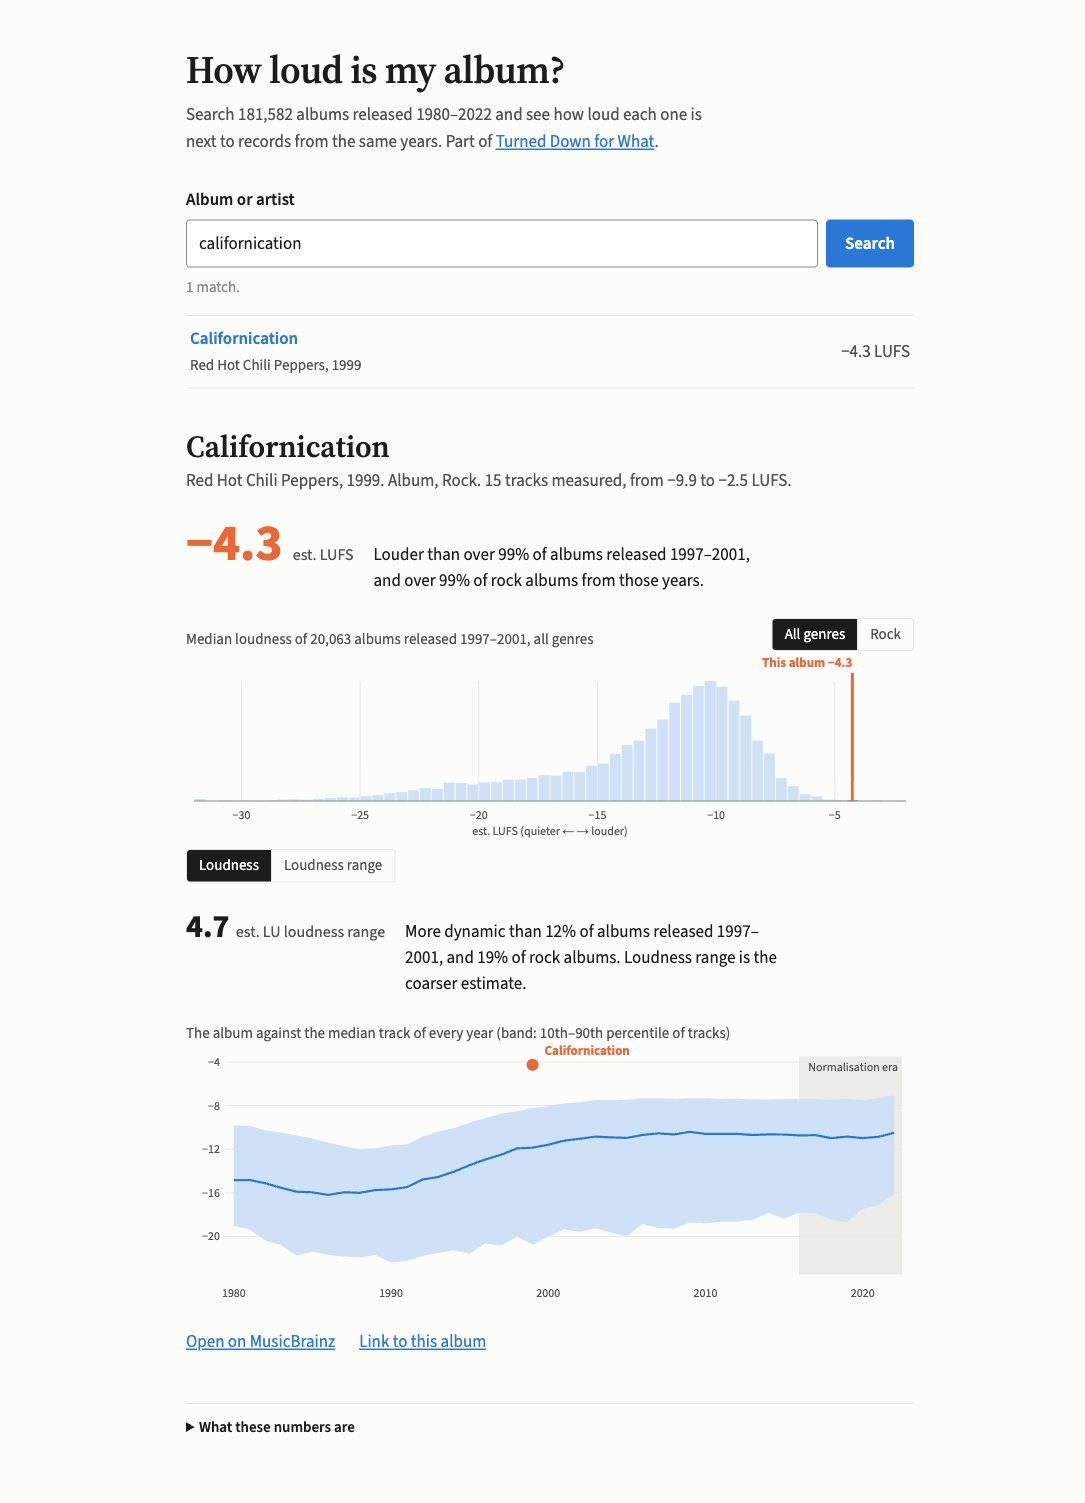 How loud is my album?
Search 181,582 albums released 1980–2022 and see how loud each one is
next to records from the same years. Part of Turned Down for What.
Album or artist
californication
Search
1 match.
Californication
Red Hot Chili Peppers, 1999
−4.3 LUFS
Californication
Red Hot Chili Peppers, 1999. Album, Rock. 15 tracks measured, from −9.9 to −2.5 LUFS.
−4.3 est. LUFS
Louder than over 99% of albums released 1997–2001,
and over 99% of rock albums from those years.
Median loudness of 20,063 albums released 1997–2001, all genres
All genres Rock
This album −4.3
−30 −25 −20 −15 −10 −5
est. LUFS (quieter ←→ louder)
Loudness Loudness range
4.7 est. LU loudness range
More dynamic than 12% of albums released 1997–
2001, and 19% of rock albums. Loudness range is the
coarser estimate.
The album against the median track of every year (band: 10th–90th percentile of tracks)
Californication
−4
Normalisation era
−8
−12
−16
−20
1980 1990 2000 2010 2020
Open on MusicBrainz Link to this album
▶ What these numbers are